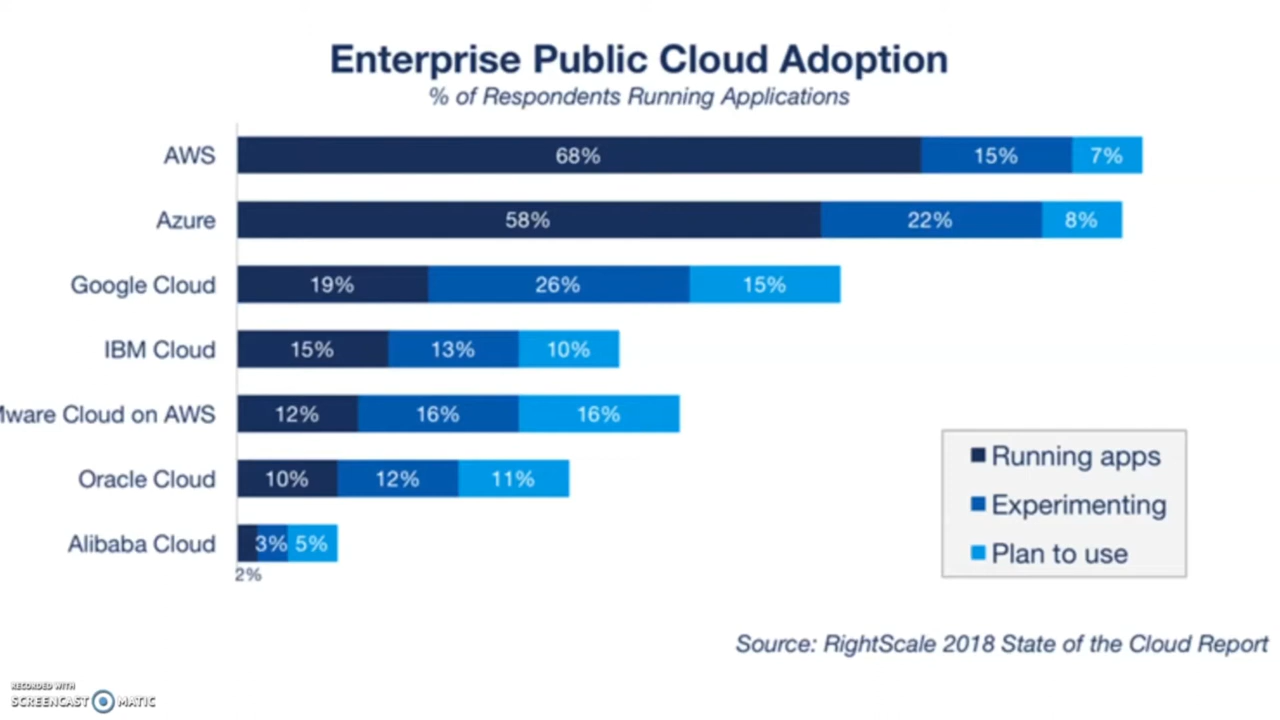 Enterprise Public Cloud Adoption
% of Respondents Running Applications
AWS 68% 15% 7%
Azure 58% 22% 8%
Google Cloud 19% 26% 15%
IBM Cloud 15% 13% 10%
Mware Cloud on AWS 12% 16% 16%
Oracle Cloud 10% 12% 11%
Alibaba Cloud 3% 5%
2%
Running apps
Experimenting
Plan to use
Source: RightScale 2018 State of the Cloud Report
RECORDED WITH
SCREENCAST MATIC